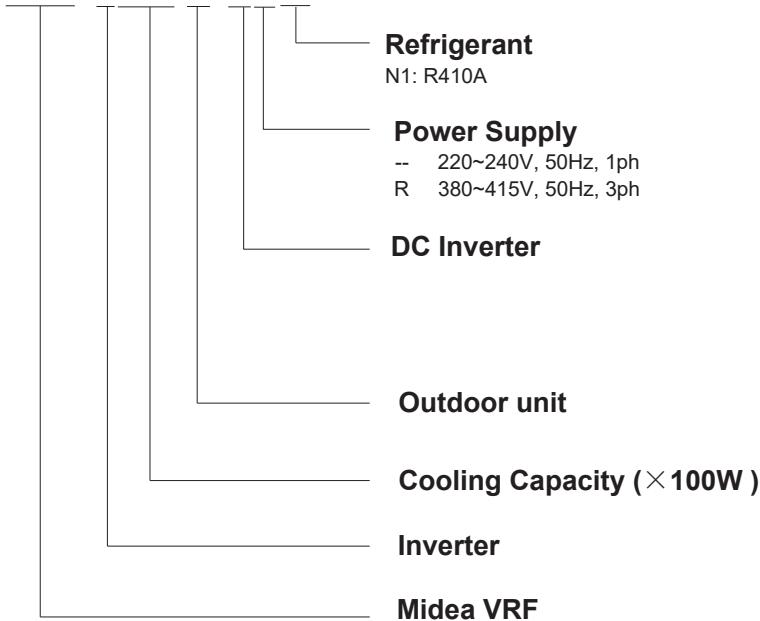 Refrigerant
N1: R410A
Power Supply
-- 220~240V, 50Hz, 1ph
R 380~415V, 50Hz, 3ph
DC Inverter
Outdoor unit
Cooling Capacity (×100W )
Inverter
Midea VRF